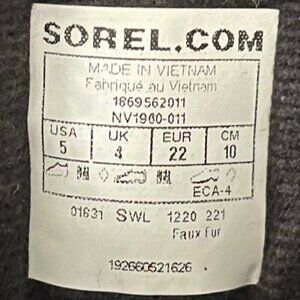 SOREL.COM
MADE IN VIETNAM
Fabriqué au Vietnam
1869562011
NV1960-011
USA UK EUR CM
5 4 22 10
ECA-4
01831 SWL 1220 221
Faux fur
192660521626